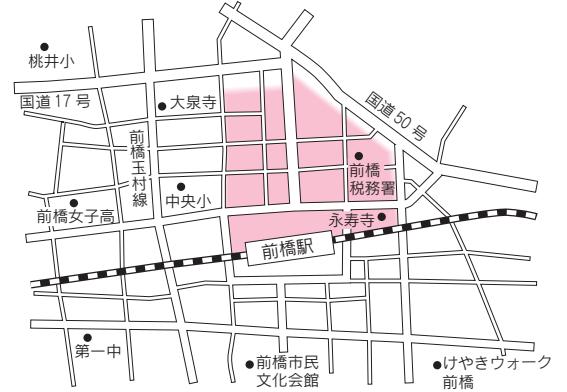 桃井小
国道17号
大泉寺
国道50号
前橋玉村線
前橋
税務署
中央小
前橋女子高
永寿寺
前橋駅
第一中
前橋市民
文化会館
けやきウォーク
前橋